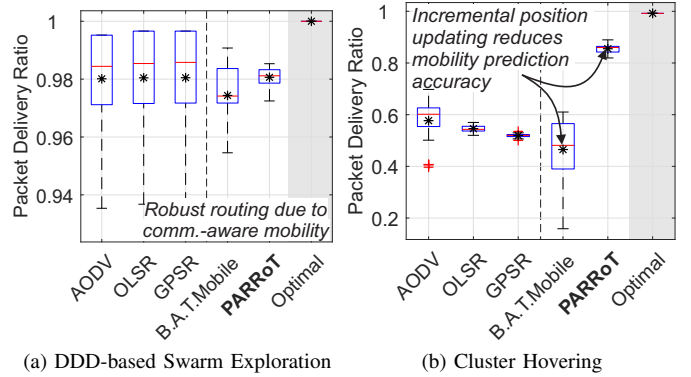 Packet Delivery Ratio
1
0.98
0.96
0.94
Robust routing due to
comm.-aware mobility
AODV
OLSR
GPSR
B.A.T.Mobile
PARRoT
Optimal
(a) DDD-based Swarm Exploration
Packet Delivery Ratio
1
0.8
0.6
0.4
0.2
Incremental position
updating reduces
mobility prediction
accuracy
AODV
OLSR
GPSR
B.A.T.Mobile
PARRoT
Optimal
(b) Cluster Hovering